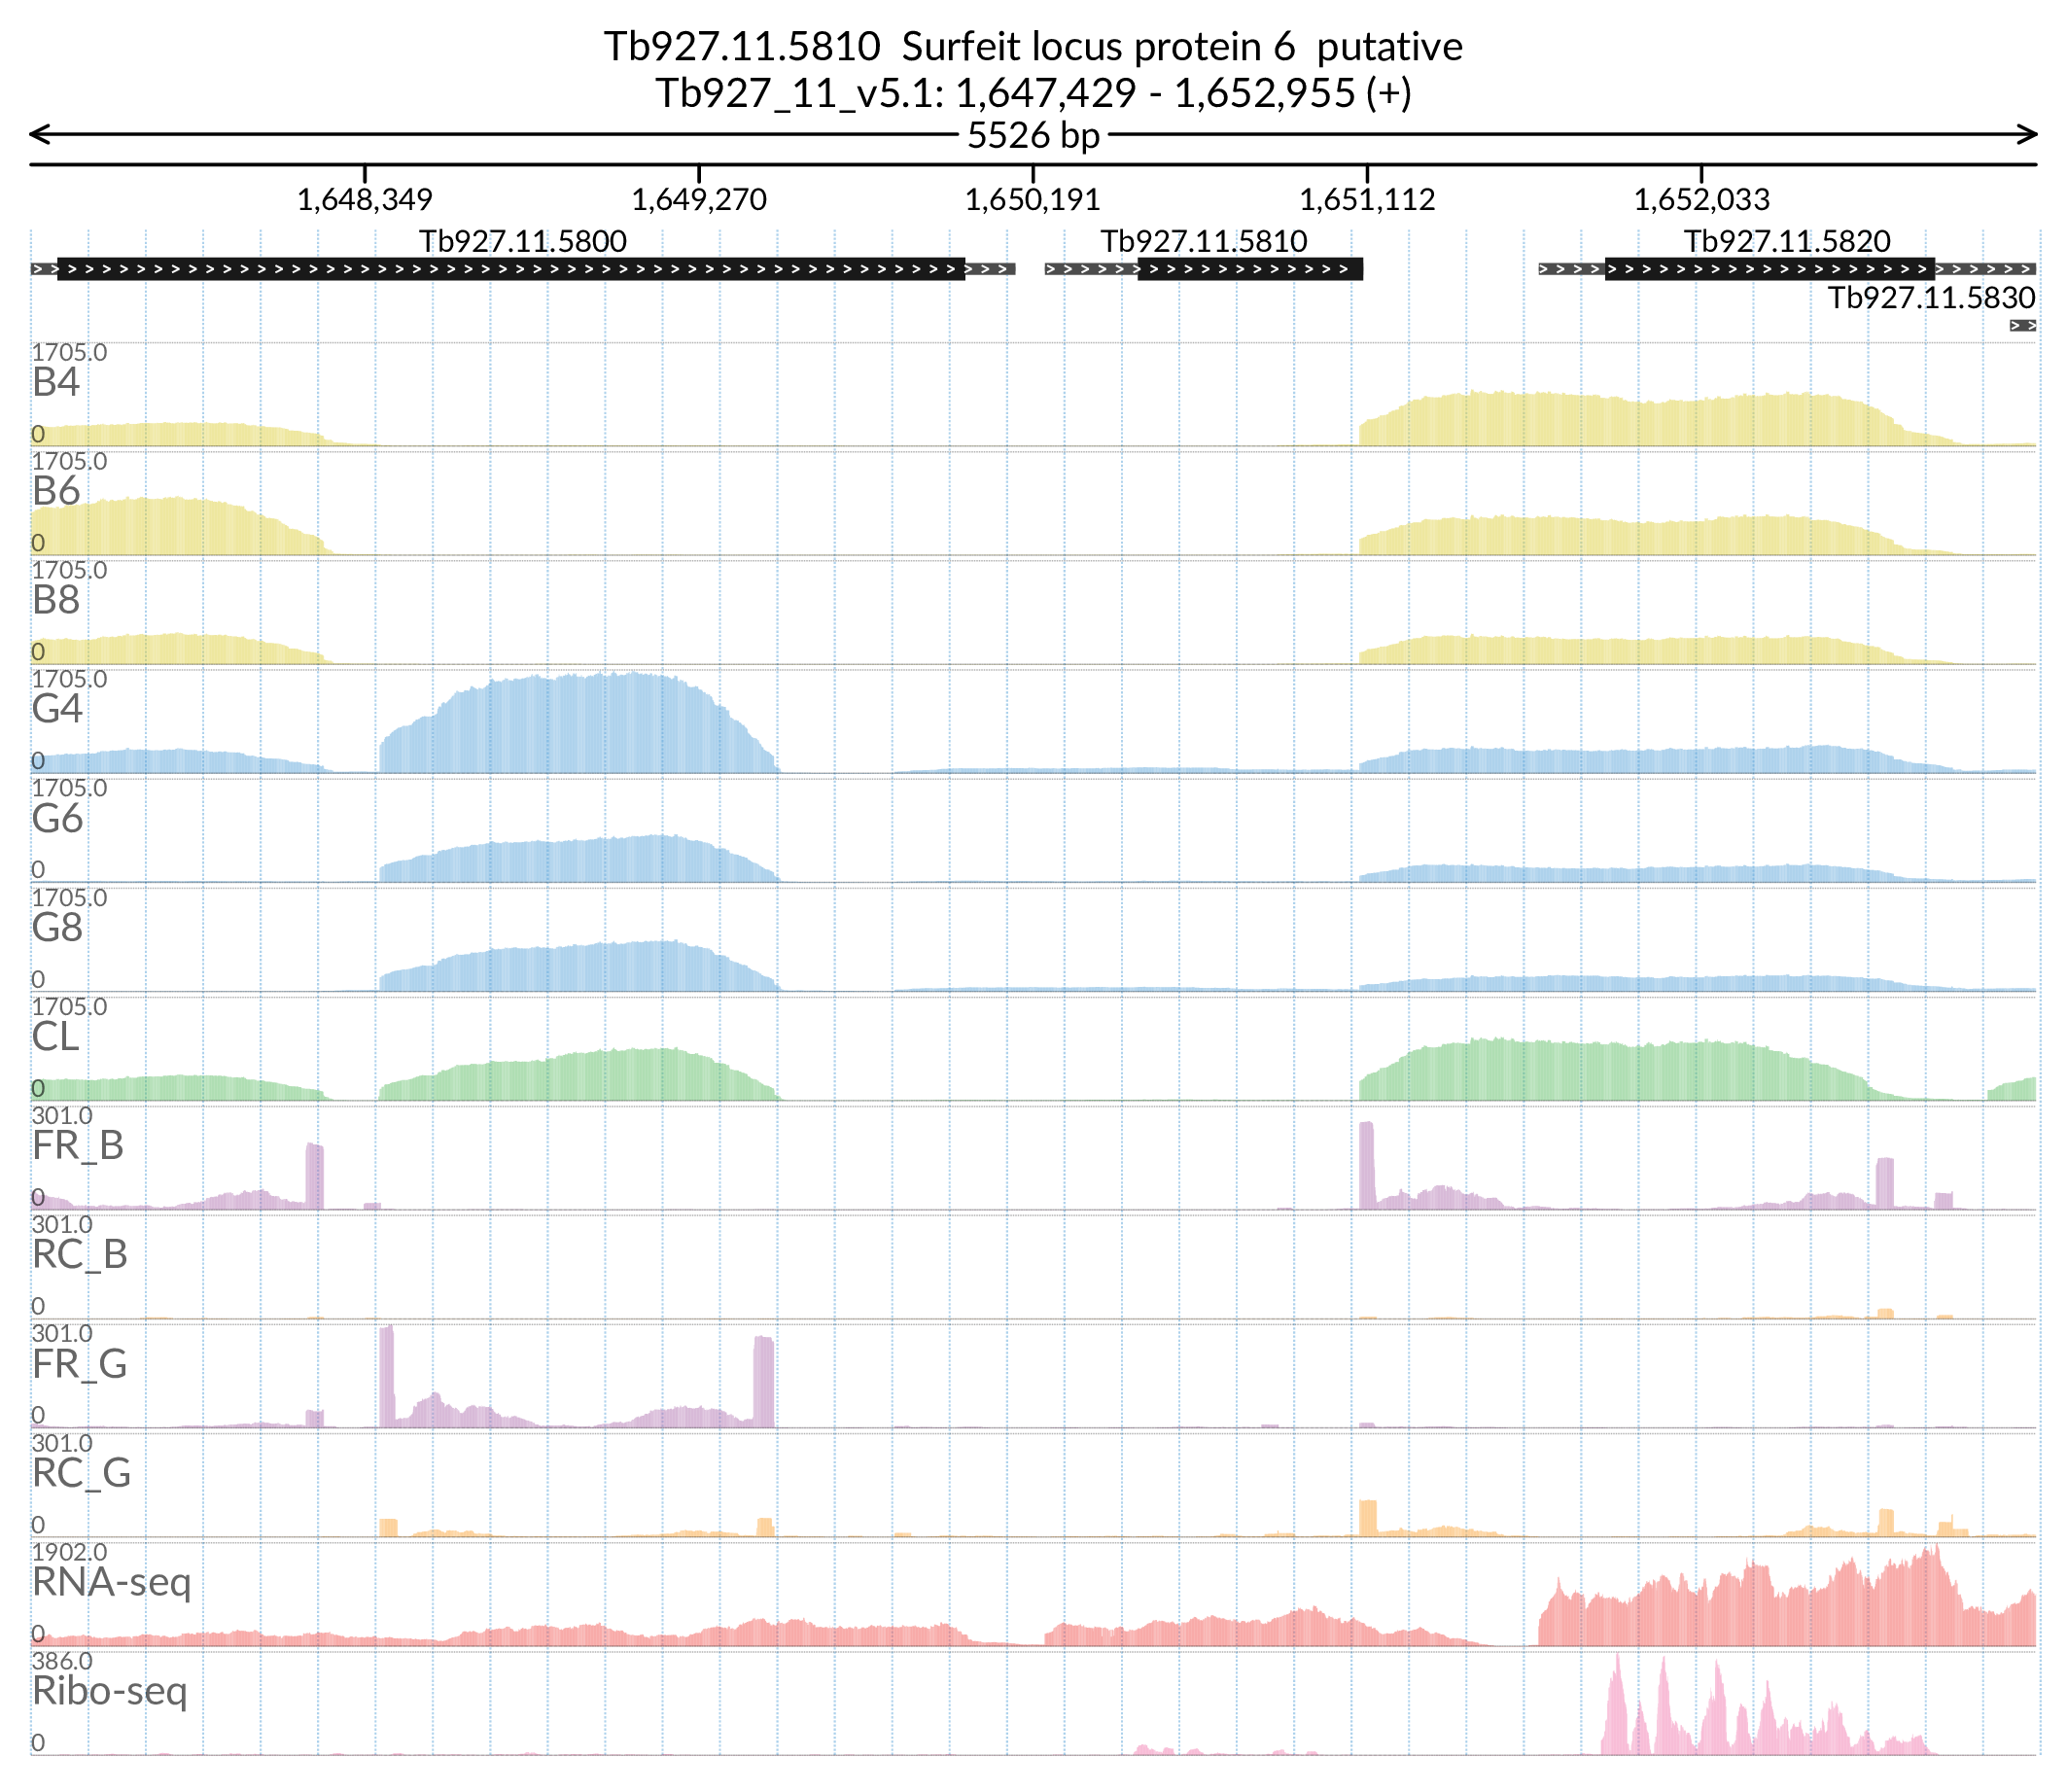 Tb927.11.5810  Surfeit locus protein 6  putative
Tb927_11_v5.1: 1,647,429 - 1,652,955 (+)
5526 bp
1,648,349 1,649,270 1,650,191 1,651,112 1,652,033
Tb927.11.5800 Tb927.11.5810 Tb927.11.5820
Tb927.11.5830
1705.0
B4
0
1705.0
B6
0
1705.0
B8
0
1705.0
G4
0
1705.0
G6
0
1705.0
G8
0
1705.0
CL
0
301.0
FR_B
0
301.0
RC_B
0
301.0
FR_G
0
301.0
RC_G
0
1902.0
RNA-seq
0
386.0
Ribo-seq
0